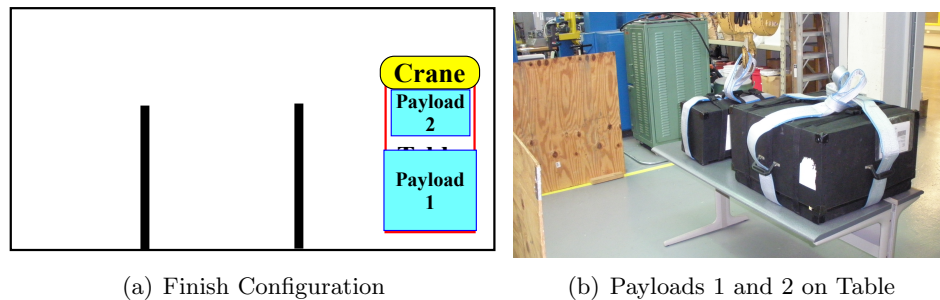 Crane
Payload
2
Payload
1
(a) Finish Configuration
(b) Payloads 1 and 2 on Table